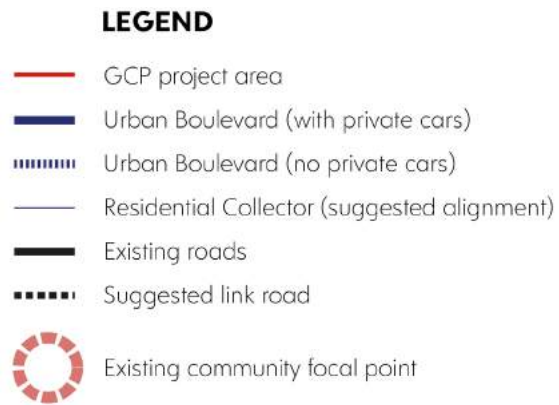 LEGEND
GCP project area
Urban Boulevard (with private cars)
Urban Boulevard (no private cars)
Residential Collector (suggested alignment)
Existing roads
Suggested link road
Existing community focal point